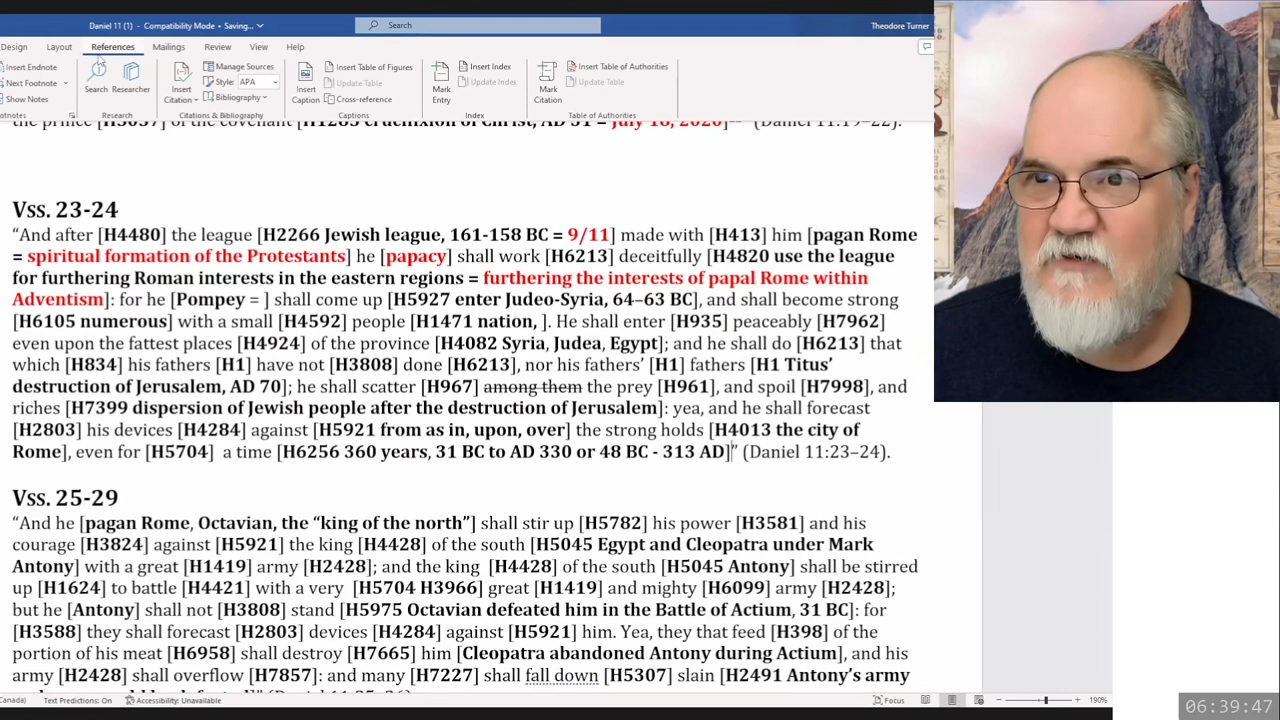 Daniel 11 (1) - Compatibility Mode - Saving...
Search
Theodore Turner
Design Layout References Mailings Review View Help
Insert Endnote
Next Footnote
Show Notes
Search
Researcher
Research
Insert Citation
Manage Sources
Style: APA
Bibliography
Citations & Bibliography
Insert Caption
Insert Table of Figures
Update Table
Cross-reference
Captions
Mark Entry
Insert Index
Update Index
Index
Mark Citation
Insert Table of Authorities
Update Table
Table of Authorities
Vss. 23-24
“And after [H4480] the league [H2266 Jewish league, 161-158 BC = 9/11] made with [H413] him [pagan Rome
= spiritual formation of the Protestants] he [papacy] shall work [H6213] deceitfully [H4820 use the league
for furthering Roman interests in the eastern regions = furthering the interests of papal Rome within
Adventism]: for he [Pompey = ] shall come up [H5927 enter Judeo-Syria, 64–63 BC], and shall become strong
[H6105 numerous] with a small [H4592] people [H1471 nation, ]. He shall enter [H935] peaceably [H7962]
even upon the fattest places [H4924] of the province [H4082 Syria, Judea, Egypt]; and he shall do [H6213] that
which [H834] his fathers [H1] have not [H3808] done [H6213], nor his fathers’ [H1] fathers [H1 Titus’
destruction of Jerusalem, AD 70]; he shall scatter [H967] among them the prey [H961], and spoil [H7998], and
riches [H7399 dispersion of Jewish people after the destruction of Jerusalem]: yea, and he shall forecast
[H2803] his devices [H4284] against [H5921 from as in, upon, over] the strong holds [H4013 the city of
Rome], even for [H5704] a time [H6256 360 years, 31 BC to AD 330 or 48 BC - 313 AD]” (Daniel 11:23–24).
Vss. 25-29
“And he [pagan Rome, Octavian, the “king of the north”] shall stir up [H5782] his power [H3581] and his
courage [H3824] against [H5921] the king [H4428] of the south [H5045 Egypt and Cleopatra under Mark
Antony] with a great [H1419] army [H2428]; and the king [H4428] of the south [H5045 Antony] shall be stirred
up [H1624] to battle [H4421] with a very [H5704 H3966] great [H1419] and mighty [H6099] army [H2428];
but he [Antony] shall not [H3808] stand [H5975 Octavian defeated him in the Battle of Actium, 31 BC]: for
[H3588] they shall forecast [H2803] devices [H4284] against [H5921] him. Yea, they that feed [H398] of the
portion of his meat [H6958] shall destroy [H7665] him [Cleopatra abandoned Antony during Actium], and his
army [H2428] shall overflow [H7857]: and many [H7227] shall fall down [H5307] slain [H2491 Antony’s army
Canada) Text Predictions: On Accessibility: Unavailable Focus 190%
06:39:47